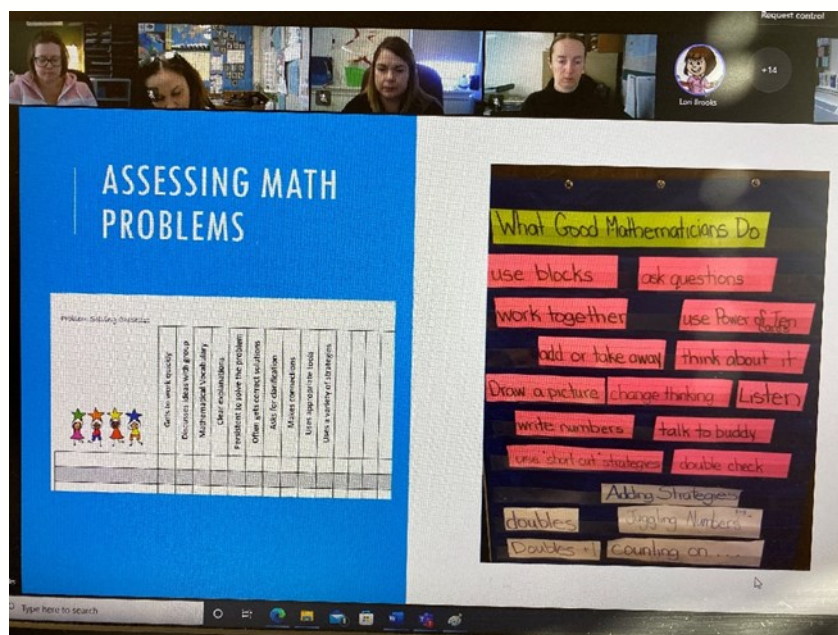 Request control
Lori Brooks
+14
ASSESSING MATH
PROBLEMS
Problem Solving Checklist
Gets to work quickly
Discusses ideas with group
Mathematical Vocabulary
Clear explanations
Persistent to solve the problem
Often gets correct solutions
Asks for clarification
Makes connections
Uses appropriate tools
Uses a variety of strategies
What Good Mathematicians Do
use blocks ask questions
work together use Power of Ten
add or take away think about it
Draw a picture change thinking Listen
write numbers talk to buddy
use "short cut" strategies double check
Adding Strategies
doubles Juggling Numbers
Doubles +1 counting on...
Type here to search